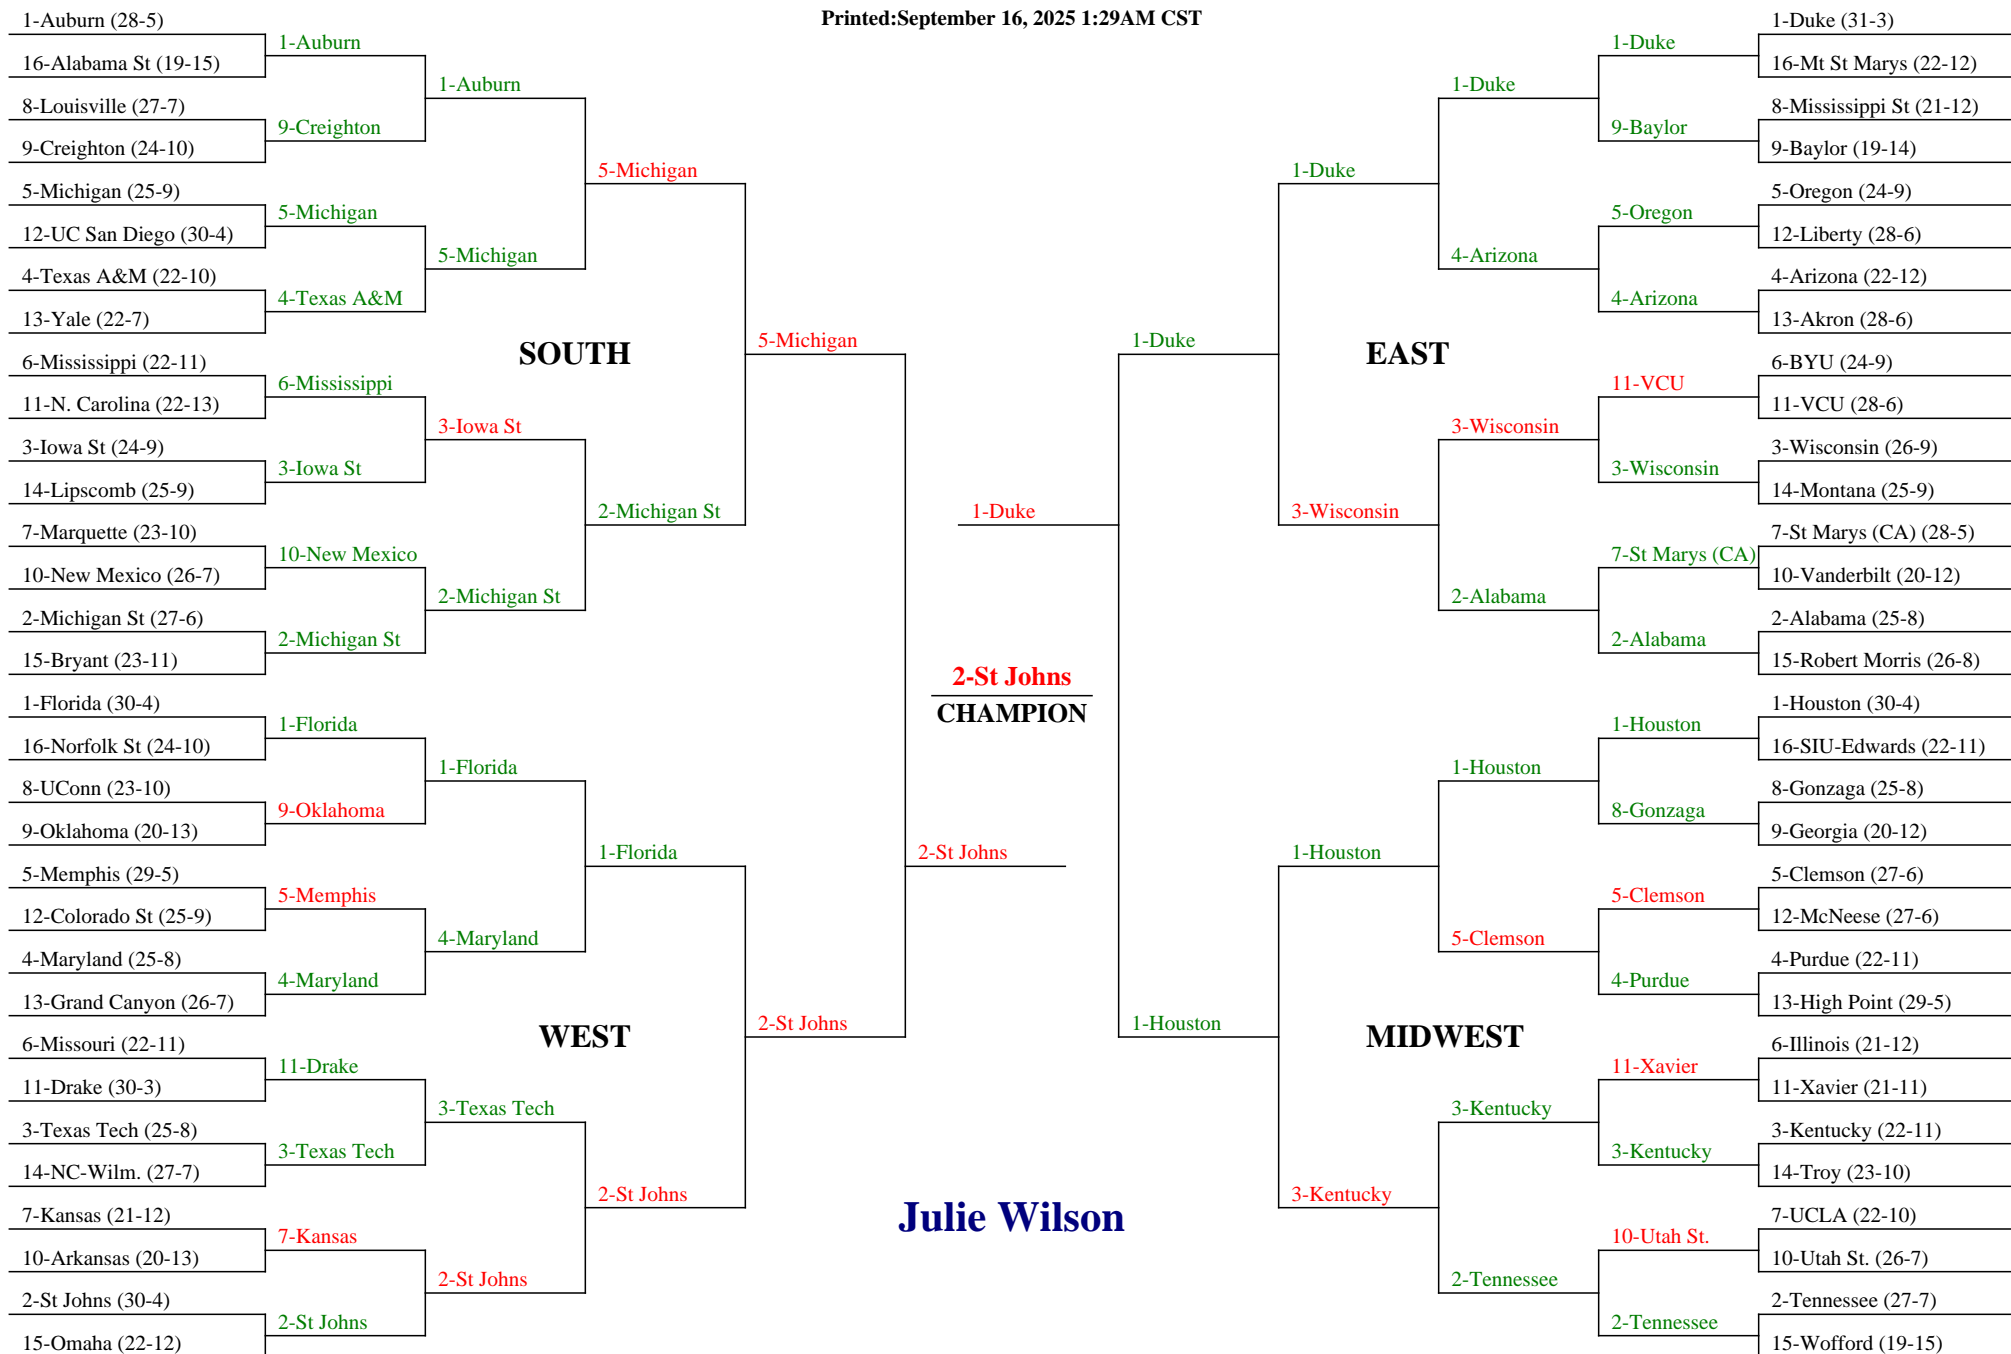 Printed:September 16, 2025 1:29AM CST
1-Auburn (28-5)
16-Alabama St (19-15)
8-Louisville (27-7)
9-Creighton (24-10)
5-Michigan (25-9)
12-UC San Diego (30-4)
4-Texas A&M (22-10)
13-Yale (22-7)
6-Mississippi (22-11)
11-N. Carolina (22-13)
3-Iowa St (24-9)
14-Lipscomb (25-9)
7-Marquette (23-10)
10-New Mexico (26-7)
2-Michigan St (27-6)
15-Bryant (23-11)
1-Florida (30-4)
16-Norfolk St (24-10)
8-UConn (23-10)
9-Oklahoma (20-13)
5-Memphis (29-5)
12-Colorado St (25-9)
4-Maryland (25-8)
13-Grand Canyon (26-7)
6-Missouri (22-11)
11-Drake (30-3)
3-Texas Tech (25-8)
14-NC-Wilm. (27-7)
7-Kansas (21-12)
10-Arkansas (20-13)
2-St Johns (30-4)
15-Omaha (22-12)
1-Auburn
9-Creighton
5-Michigan
4-Texas A&M
6-Mississippi
3-Iowa St
10-New Mexico
2-Michigan St
1-Florida
9-Oklahoma
5-Memphis
4-Maryland
11-Drake
3-Texas Tech
7-Kansas
2-St Johns
1-Auburn
5-Michigan
3-Iowa St
2-Michigan St
1-Florida
4-Maryland
3-Texas Tech
2-St Johns
5-Michigan
SOUTH
2-Michigan St
1-Florida
WEST
2-St Johns
5-Michigan
2-St Johns
2-St Johns
1-Duke
2-St Johns
CHAMPION
Julie Wilson
1-Duke
1-Houston
1-Duke
EAST
3-Wisconsin
1-Houston
MIDWEST
3-Kentucky
1-Duke
4-Arizona
3-Wisconsin
2-Alabama
1-Houston
5-Clemson
3-Kentucky
2-Tennessee
1-Duke
9-Baylor
5-Oregon
4-Arizona
11-VCU
3-Wisconsin
7-St Marys (CA)
2-Alabama
1-Houston
8-Gonzaga
5-Clemson
4-Purdue
11-Xavier
3-Kentucky
10-Utah St.
2-Tennessee
1-Duke (31-3)
16-Mt St Marys (22-12)
8-Mississippi St (21-12)
9-Baylor (19-14)
5-Oregon (24-9)
12-Liberty (28-6)
4-Arizona (22-12)
13-Akron (28-6)
6-BYU (24-9)
11-VCU (28-6)
3-Wisconsin (26-9)
14-Montana (25-9)
7-St Marys (CA) (28-5)
10-Vanderbilt (20-12)
2-Alabama (25-8)
15-Robert Morris (26-8)
1-Houston (30-4)
16-SIU-Edwards (22-11)
8-Gonzaga (25-8)
9-Georgia (20-12)
5-Clemson (27-6)
12-McNeese (27-6)
4-Purdue (22-11)
13-High Point (29-5)
6-Illinois (21-12)
11-Xavier (21-11)
3-Kentucky (22-11)
14-Troy (23-10)
7-UCLA (22-10)
10-Utah St. (26-7)
2-Tennessee (27-7)
15-Wofford (19-15)